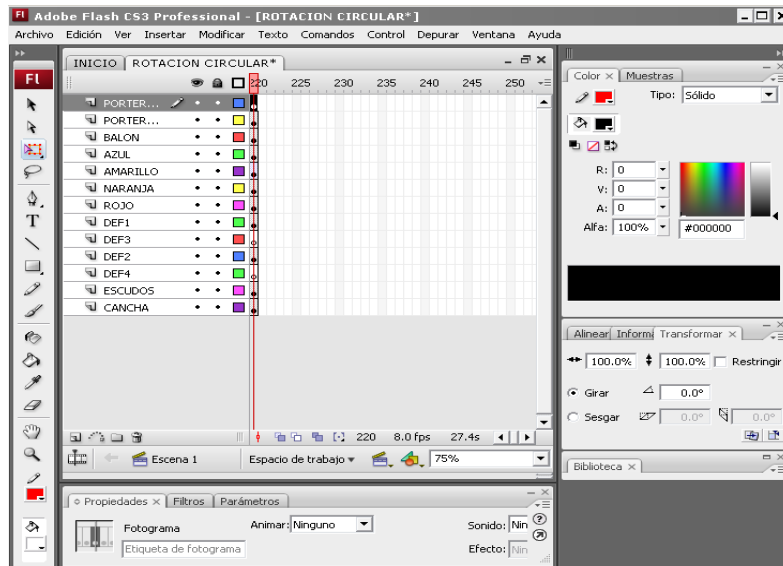 Adobe Flash CS3 Professional - [ROTACION CIRCULAR*]
Archivo Edición Ver Insertar Modificar Texto Comandos Control Depurar Ventana Ayuda
INICIO ROTACION CIRCULAR*
Fl
220 225 230 235 240 245 250
PORTER...
PORTER...
BALON
AZUL
AMARILLO
NARANJA
ROJO
DEF1
DEF3
DEF2
DEF4
ESCUDOS
CANCHA
220 8.0 fps 27.4s
Escena 1 Espacio de trabajo 75%
Propiedades Filtros Parámetros
Fotograma Animar: Ninguno Sonido: Nin
Etiqueta de fotograma Efecto: Nin
Color Muestras
Tipo: Sólido
R: 0
V: 0
A: 0
Alfa: 100% #000000
Alinear Informa Transformar
100.0% 100.0% Restringir
Girar 0.0°
Sesgar 0.0° 0.0°
Biblioteca